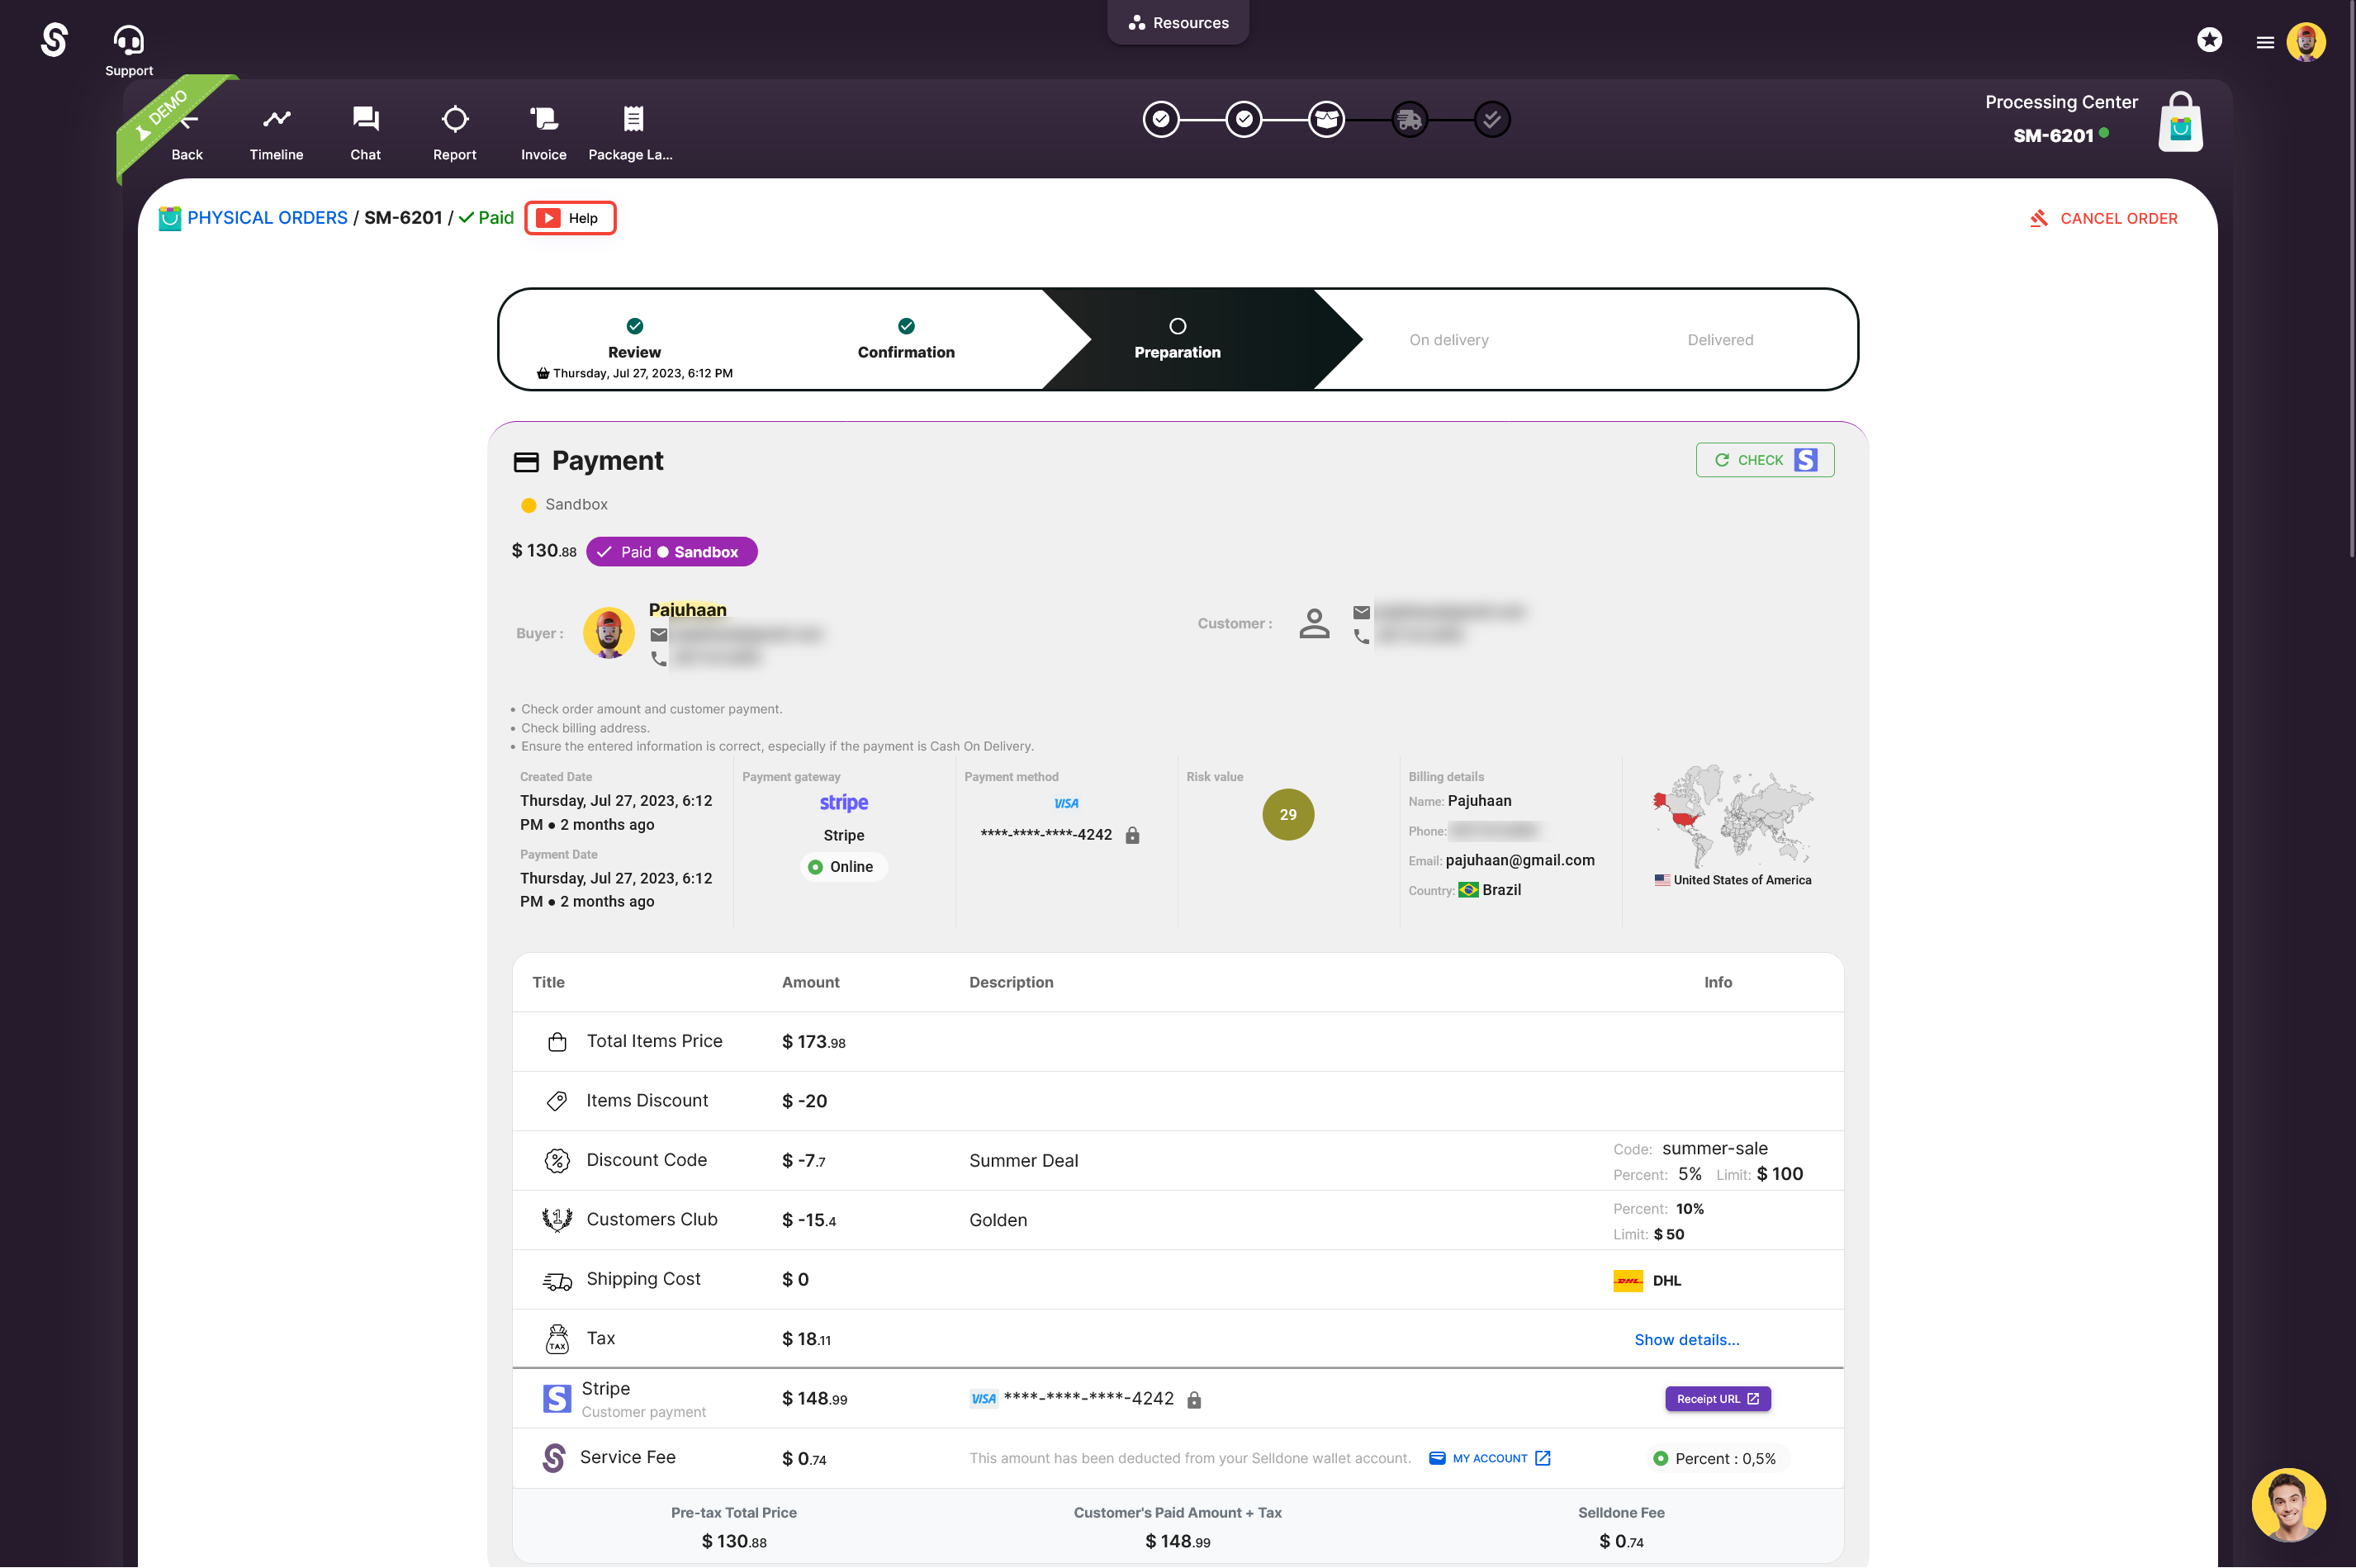 Resources
Support
DEMO
Back
Timeline
Chat
Report
Invoice
Package La...
Processing Center
SM-6201
PHYSICAL ORDERS / SM-6201 / Paid
Help
CANCEL ORDER
Review
Thursday, Jul 27, 2023, 6:12 PM
Confirmation
Preparation
On delivery
Delivered
Payment
CHECK
Sandbox
$ 130.88
Paid Sandbox
Buyer :
Pajuhaan
Customer :
• Check order amount and customer payment.
• Check billing address.
• Ensure the entered information is correct, especially if the payment is Cash On Delivery.
Created Date
Thursday, Jul 27, 2023, 6:12
PM ● 2 months ago
Payment Date
Thursday, Jul 27, 2023, 6:12
PM ● 2 months ago
Payment gateway
stripe
Stripe
Online
Payment method
VISA
****-****-****-4242
Risk value
29
Billing details
Name: Pajuhaan
Phone:
Email: pajuhaan@gmail.com
Country: Brazil
United States of America
Title Amount Description Info
Total Items Price $ 173.98
Items Discount $ -20
Discount Code $ -7.7 Summer Deal
Code: summer-sale
Percent: 5% Limit: $ 100
Customers Club $ -15.4 Golden
Percent: 10%
Limit: $ 50
Shipping Cost $ 0 DHL DHL
TAX Tax $ 18.11 Show details...
Stripe
Customer payment
$ 148.99
VISA ****-****-****-4242
Receipt URL
Service Fee $ 0.74 This amount has been deducted from your Selldone wallet account. MY ACCOUNT Percent : 0,5%
Pre-tax Total Price
$ 130.88
Customer's Paid Amount + Tax
$ 148.99
Selldone Fee
$ 0.74